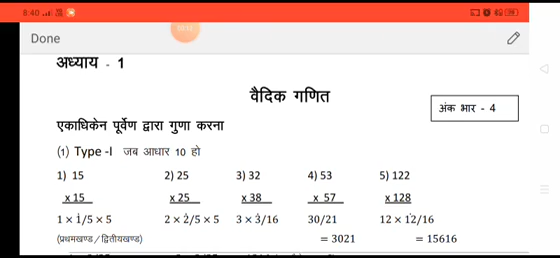 8:40
00:11
Done
अध्याय - 1
वैदिक गणित
अंक भार - 4
एकाधिकेन पूर्वेण द्वारा गुणा करना
(1) Type -I जब आधार 10 हो
1) 15 2) 25 3) 32 4) 53 5) 122
x 15 x 25 x 38 x 57 x 128
1 × 1̇/5 × 5 2 × 2̇/5 × 5 3 × 3̇/16 30/21 12 × 12̇/16
(प्रथमखण्ड / द्वितीयखण्ड) = 3021 = 15616